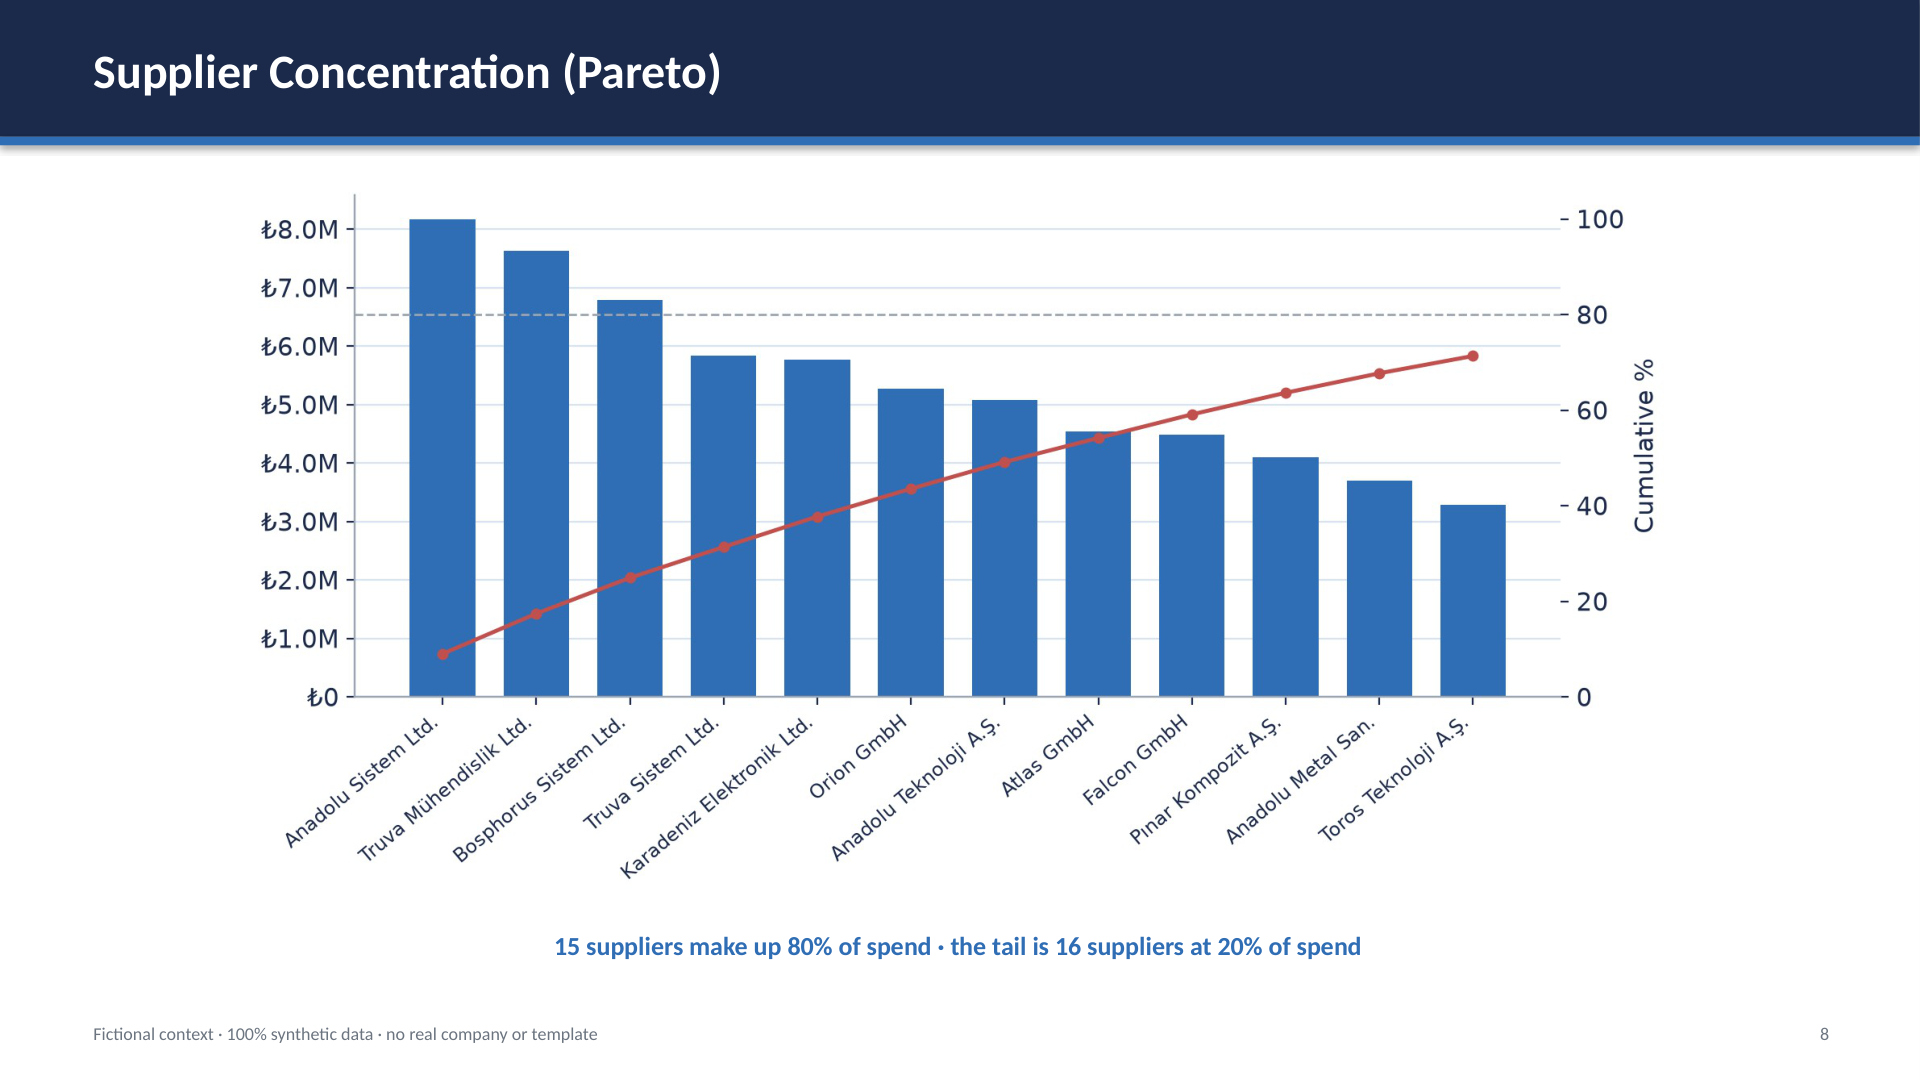 Supplier Concentration (Pareto)
₺8.0M
₺7.0M
₺6.0M
₺5.0M
₺4.0M
₺3.0M
₺2.0M
₺1.0M
₺0
100
80
60
40
20
0
Cumulative %
Anadolu Sistem Ltd.
Truva Mühendislik Ltd.
Bosphorus Sistem Ltd.
Truva Sistem Ltd.
Karadeniz Elektronik Ltd.
Orion GmbH
Anadolu Teknoloji A.Ş.
Atlas GmbH
Falcon GmbH
Pınar Kompozit A.Ş.
Anadolu Metal San.
Toros Teknoloji A.Ş.
15 suppliers make up 80% of spend · the tail is 16 suppliers at 20% of spend
Fictional context · 100% synthetic data · no real company or template
8